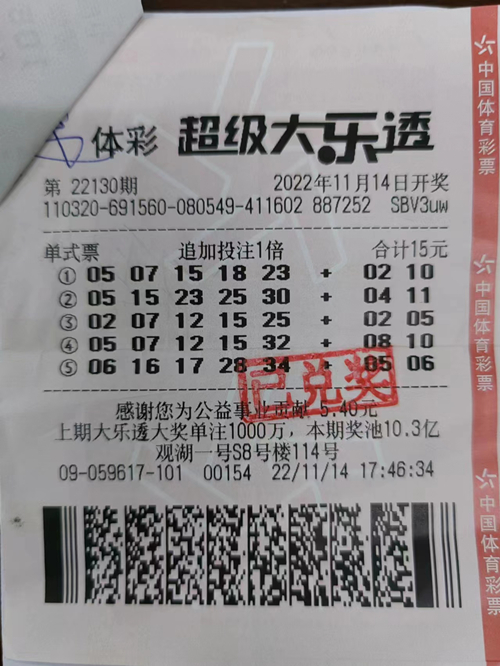 体彩 超级大乐透
第 22130期 2022年11月14日开奖
110320-691560-080549-411602 887252 SBV3uw
单式票 追加投注1倍 合计15元
① 05 07 15 18 23 + 02 10
② 05 15 23 25 30 + 04 11
③ 02 07 12 15 25 + 02 05
④ 05 07 12 15 32 + 08 10
⑤ 06 16 17 28 34 + 05 06
已兑奖
感谢您为公益事业贡献 5.40元
上期大乐透大奖单注1000万，本期奖池10.3亿
观湖一号S8号楼114号
09-059617-101 00154 22/11/14 17:46:34
中国体育彩票
中国体育彩票
中国体育彩票